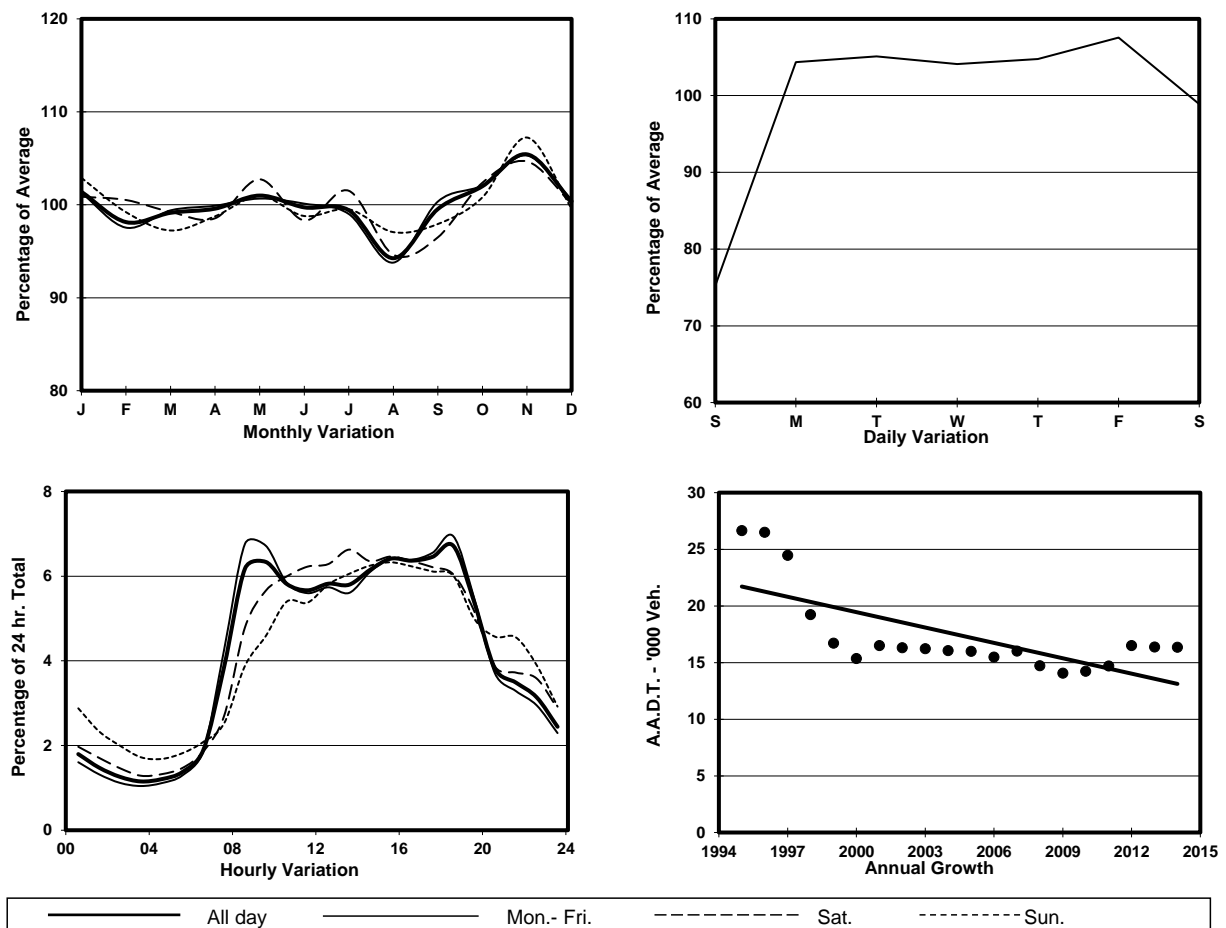 120
110
100
90
80
Percentage of Average
J F M A M J J A S O N D
Monthly Variation
110
100
90
80
70
60
Percentage of Average
S M T W T F S
Daily Variation
8
6
4
2
0
Percentage of 24 hr. Total
00 04 08 12 16 20 24
Hourly Variation
30
25
20
15
10
5
0
A.A.D.T. - '000 Veh.
1994 1997 2000 2003 2006 2009 2012 2015
Annual Growth
All day Mon.- Fri. Sat. Sun.